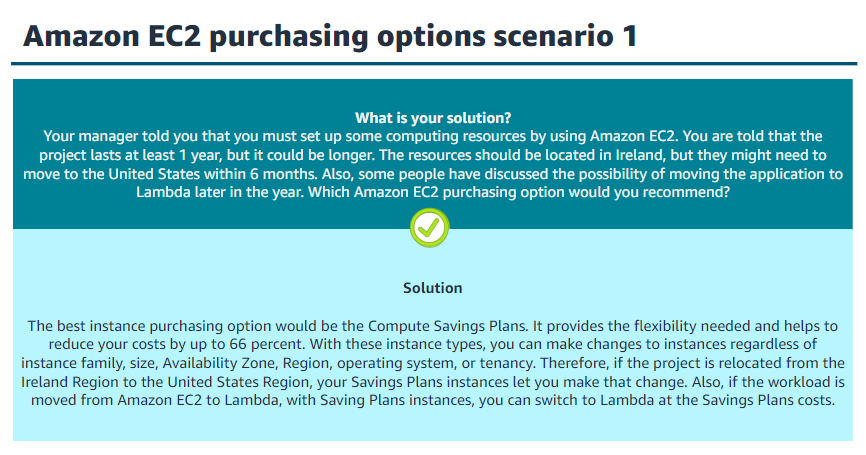 Amazon EC2 purchasing options scenario 1
What is your solution?
Your manager told you that you must set up some computing resources by using Amazon EC2. You are told that the
project lasts at least 1 year, but it could be longer. The resources should be located in Ireland, but they might need to
move to the United States within 6 months. Also, some people have discussed the possibility of moving the application to
Lambda later in the year. Which Amazon EC2 purchasing option would you recommend?
Solution
The best instance purchasing option would be the Compute Savings Plans. It provides the flexibility needed and helps to
reduce your costs by up to 66 percent. With these instance types, you can make changes to instances regardless of
instance family, size, Availability Zone, Region, operating system, or tenancy. Therefore, if the project is relocated from the
Ireland Region to the United States Region, your Savings Plans instances let you make that change. Also, if the workload is
moved from Amazon EC2 to Lambda, with Saving Plans instances, you can switch to Lambda at the Savings Plans costs.